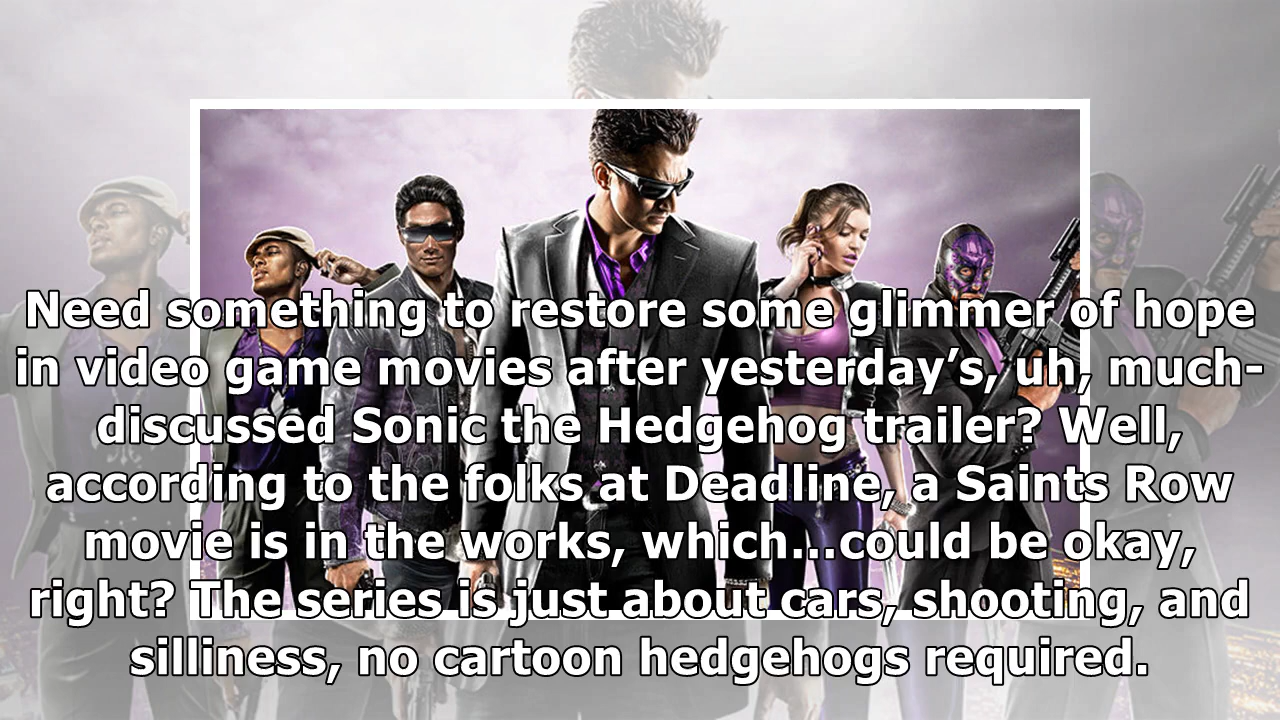 Need something to restore some glimmer of hope
in video game movies after yesterday’s, uh, much-
discussed Sonic the Hedgehog trailer? Well,
according to the folks at Deadline, a Saints Row
movie is in the works, which...could be okay,
right? The series is just about cars, shooting, and
silliness, no cartoon hedgehogs required.